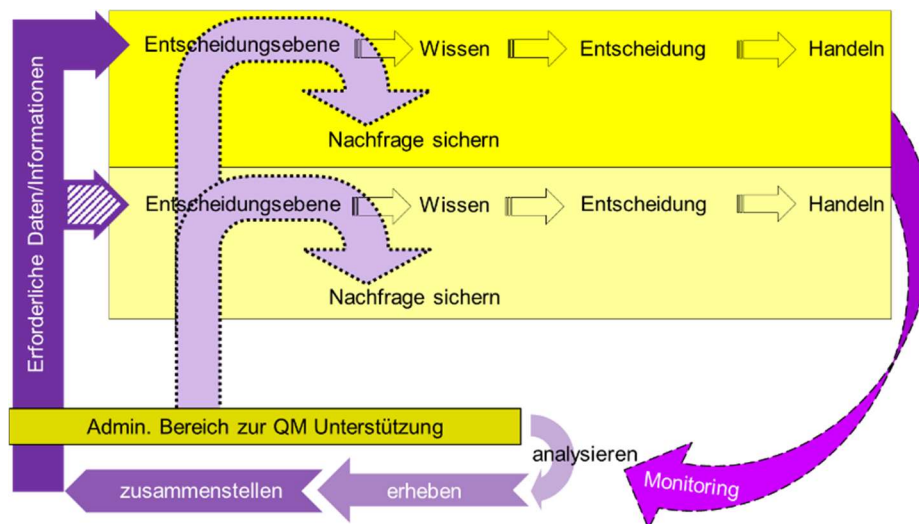 Erforderliche Daten/Informationen
Entscheidungsebene Wissen Entscheidung Handeln
Nachfrage sichern
Entscheidungsebene Wissen Entscheidung Handeln
Nachfrage sichern
Admin. Bereich zur QM Unterstützung
analysieren
Monitoring
zusammenstellen erheben